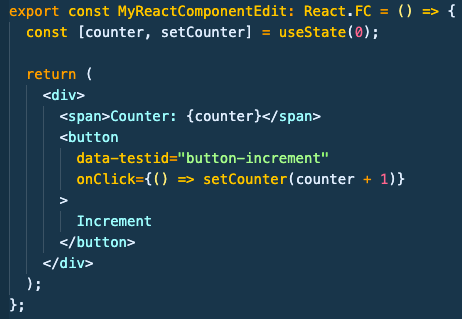 export const MyReactComponentEdit: React.FC = () => {
  const [counter, setCounter] = useState(0);

  return (
    <div>
      <span>Counter: {counter}</span>
      <button
        data-testid="button-increment"
        onClick={() => setCounter(counter + 1)}
      >
        Increment
      </button>
    </div>
  );
};